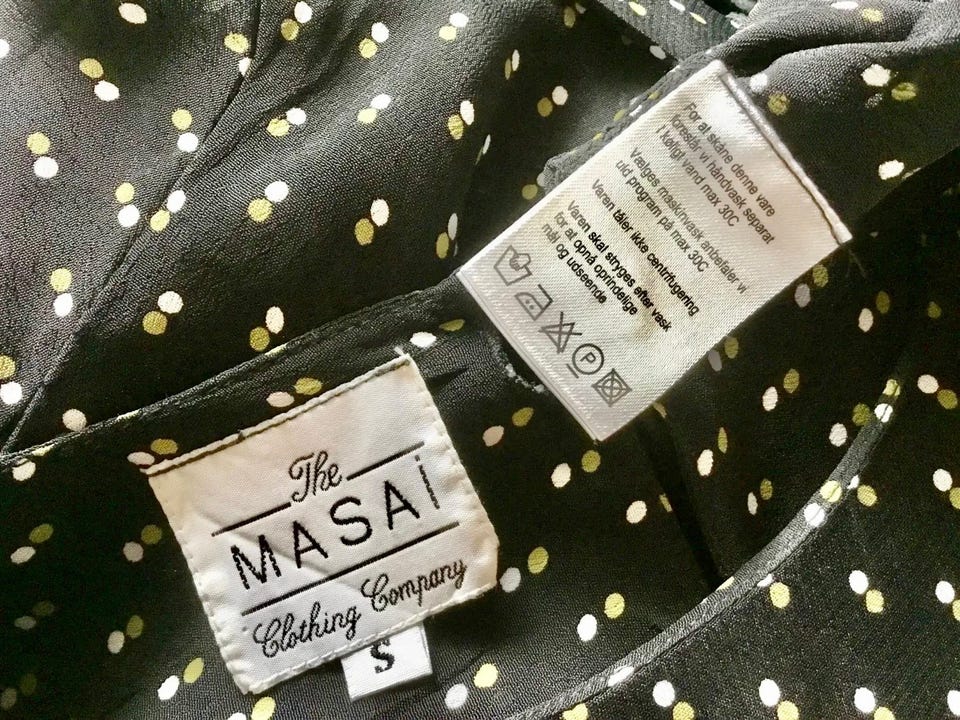 The
MASAi
Clothing Company
S
For at skåne denne vare
foreslår vi håndvask separat
i køligt vand max 30C
Vælges maskinvask anbefaler vi
uld program på max 30C
Varen tåler ikke centrifugering
Varen skal stryges efter vask
for at opnå oprindelige
mål og udseende
P